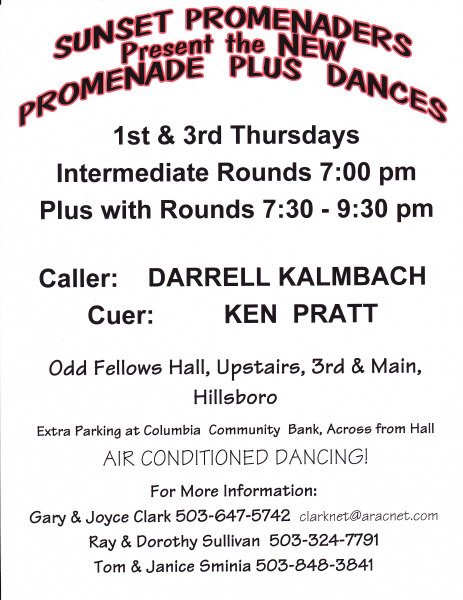 SUNSET PROMENADERS
Present the NEW
PROMENADE PLUS DANCES
1st & 3rd Thursdays
Intermediate Rounds 7:00 pm
Plus with Rounds 7:30 - 9:30 pm
Caller: DARRELL KALMBACH
Cuer: KEN PRATT
Odd Fellows Hall, Upstairs, 3rd & Main,
Hillsboro
Extra Parking at Columbia Community Bank, Across from Hall
AIR CONDITIONED DANCING!
For More Information:
Gary & Joyce Clark 503-647-5742 clarknet@aracnet.com
Ray & Dorothy Sullivan 503-324-7791
Tom & Janice Sminia 503-848-3841